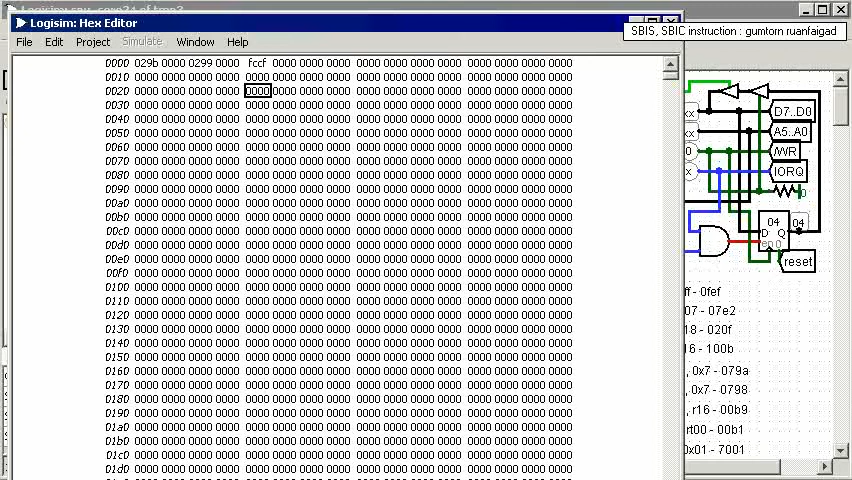 Logisim: Hex Editor
SBIS, SBIC instruction : gumtorn ruanfaigad
File Edit Project Simulate Window Help
0000 029b 0000 0299 0000 fccf 0000 0000 0000 0000 0000 0000 0000 0000 0000 0000 0000
0010 0000 0000 0000 0000 0000 0000 0000 0000 0000 0000 0000 0000 0000 0000 0000 0000
0020 0000 0000 0000 0000 0000 0000 0000 0000 0000 0000 0000 0000 0000 0000 0000 0000
0030 0000 0000 0000 0000 0000 0000 0000 0000 0000 0000 0000 0000 0000 0000 0000 0000
0040 0000 0000 0000 0000 0000 0000 0000 0000 0000 0000 0000 0000 0000 0000 0000 0000
0050 0000 0000 0000 0000 0000 0000 0000 0000 0000 0000 0000 0000 0000 0000 0000 0000
0060 0000 0000 0000 0000 0000 0000 0000 0000 0000 0000 0000 0000 0000 0000 0000 0000
0070 0000 0000 0000 0000 0000 0000 0000 0000 0000 0000 0000 0000 0000 0000 0000 0000
0080 0000 0000 0000 0000 0000 0000 0000 0000 0000 0000 0000 0000 0000 0000 0000 0000
0090 0000 0000 0000 0000 0000 0000 0000 0000 0000 0000 0000 0000 0000 0000 0000 0000
00a0 0000 0000 0000 0000 0000 0000 0000 0000 0000 0000 0000 0000 0000 0000 0000 0000
00b0 0000 0000 0000 0000 0000 0000 0000 0000 0000 0000 0000 0000 0000 0000 0000 0000
00c0 0000 0000 0000 0000 0000 0000 0000 0000 0000 0000 0000 0000 0000 0000 0000 0000
00d0 0000 0000 0000 0000 0000 0000 0000 0000 0000 0000 0000 0000 0000 0000 0000 0000
00e0 0000 0000 0000 0000 0000 0000 0000 0000 0000 0000 0000 0000 0000 0000 0000 0000
00f0 0000 0000 0000 0000 0000 0000 0000 0000 0000 0000 0000 0000 0000 0000 0000 0000
0100 0000 0000 0000 0000 0000 0000 0000 0000 0000 0000 0000 0000 0000 0000 0000 0000
0110 0000 0000 0000 0000 0000 0000 0000 0000 0000 0000 0000 0000 0000 0000 0000 0000
0120 0000 0000 0000 0000 0000 0000 0000 0000 0000 0000 0000 0000 0000 0000 0000 0000
0130 0000 0000 0000 0000 0000 0000 0000 0000 0000 0000 0000 0000 0000 0000 0000 0000
0140 0000 0000 0000 0000 0000 0000 0000 0000 0000 0000 0000 0000 0000 0000 0000 0000
0150 0000 0000 0000 0000 0000 0000 0000 0000 0000 0000 0000 0000 0000 0000 0000 0000
0160 0000 0000 0000 0000 0000 0000 0000 0000 0000 0000 0000 0000 0000 0000 0000 0000
0170 0000 0000 0000 0000 0000 0000 0000 0000 0000 0000 0000 0000 0000 0000 0000 0000
0180 0000 0000 0000 0000 0000 0000 0000 0000 0000 0000 0000 0000 0000 0000 0000 0000
0190 0000 0000 0000 0000 0000 0000 0000 0000 0000 0000 0000 0000 0000 0000 0000 0000
01a0 0000 0000 0000 0000 0000 0000 0000 0000 0000 0000 0000 0000 0000 0000 0000 0000
01b0 0000 0000 0000 0000 0000 0000 0000 0000 0000 0000 0000 0000 0000 0000 0000 0000
01c0 0000 0000 0000 0000 0000 0000 0000 0000 0000 0000 0000 0000 0000 0000 0000 0000
01d0 0000 0000 0000 0000 0000 0000 0000 0000 0000 0000 0000 0000 0000 0000 0000 0000
D7..D0
A5..A0
/WR
IORQ
04 04
D Q
en 0
reset
ff - 0fef
07 - 07e2
18 - 020f
16 - 100b
, 0x7 - 079a
, 0x7 - 0798
, r16 - 00b9
rt00 - 00b1
0x01 - 7001